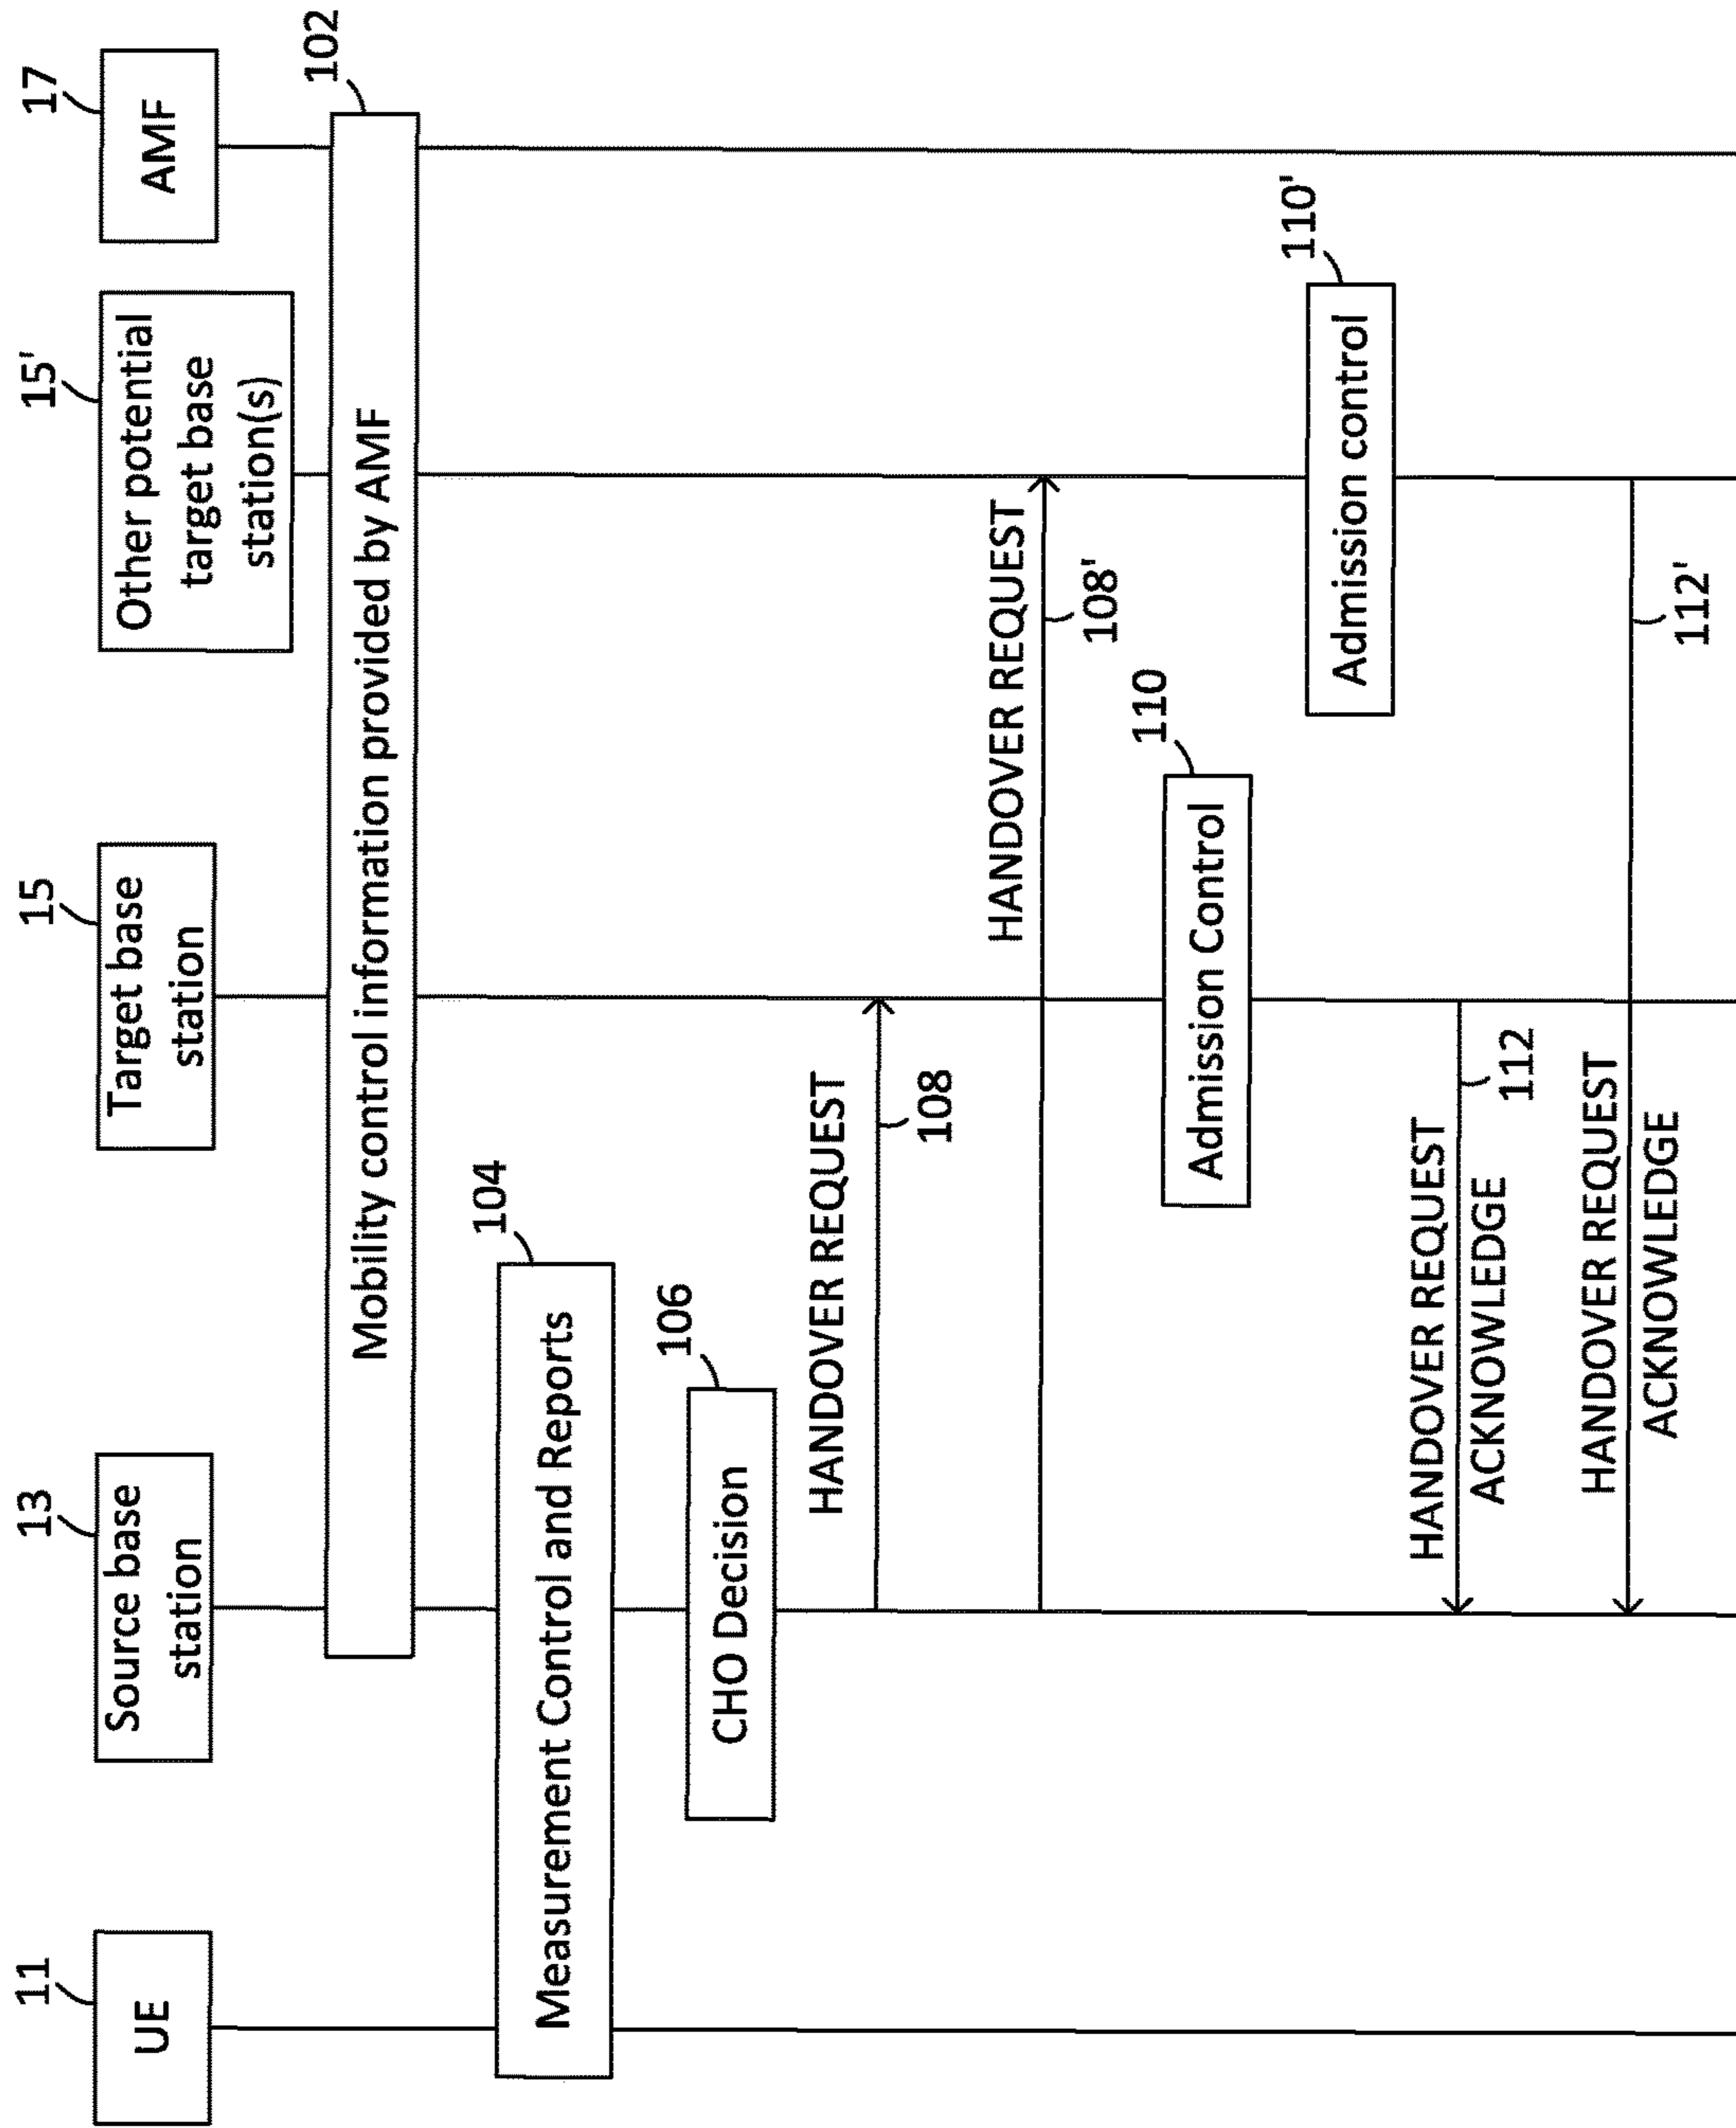 11
UE
13
Source base
station
15
Target base
station
15'
Other potential
target base
station(s)
17
AMF
102
Mobility control information provided by AMF
104
Measurement Control and Reports
106
CHO Decision
HANDOVER REQUEST
108
HANDOVER REQUEST
108'
110
Admission Control
110'
Admission control
HANDOVER REQUEST
ACKNOWLEDGE
112
HANDOVER REQUEST
ACKNOWLEDGE
112'